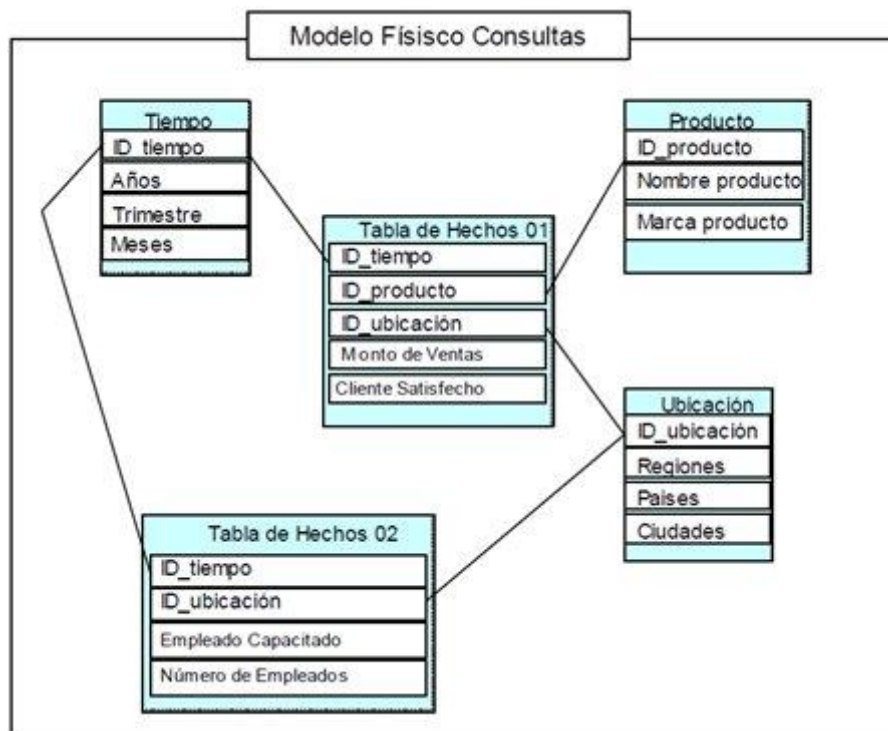 Modelo Físisco Consultas
Tiempo
ID_tiempo
Años
Trimestre
Meses
Producto
ID_producto
Nombre producto
Marca producto
Tabla de Hechos 01
ID_tiempo
ID_producto
ID_ubicación
Monto de Ventas
Cliente Satisfecho
Ubicación
ID_ubicación
Regiones
Paises
Ciudades
Tabla de Hechos 02
ID_tiempo
ID_ubicación
Empleado Capacitado
Número de Empleados